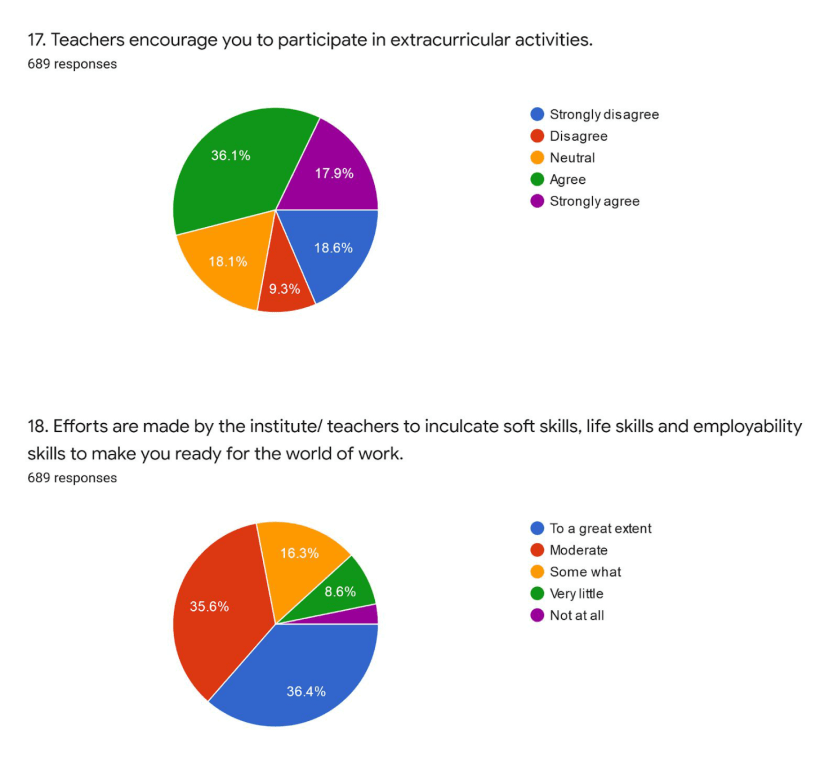 17. Teachers encourage you to participate in extracurricular activities.
689 responses
36.1%
17.9%
18.6%
18.1%
9.3%
Strongly disagree
Disagree
Neutral
Agree
Strongly agree
18. Efforts are made by the institute/ teachers to inculcate soft skills, life skills and employability
skills to make you ready for the world of work.
689 responses
16.3%
8.6%
35.6%
36.4%
To a great extent
Moderate
Some what
Very little
Not at all